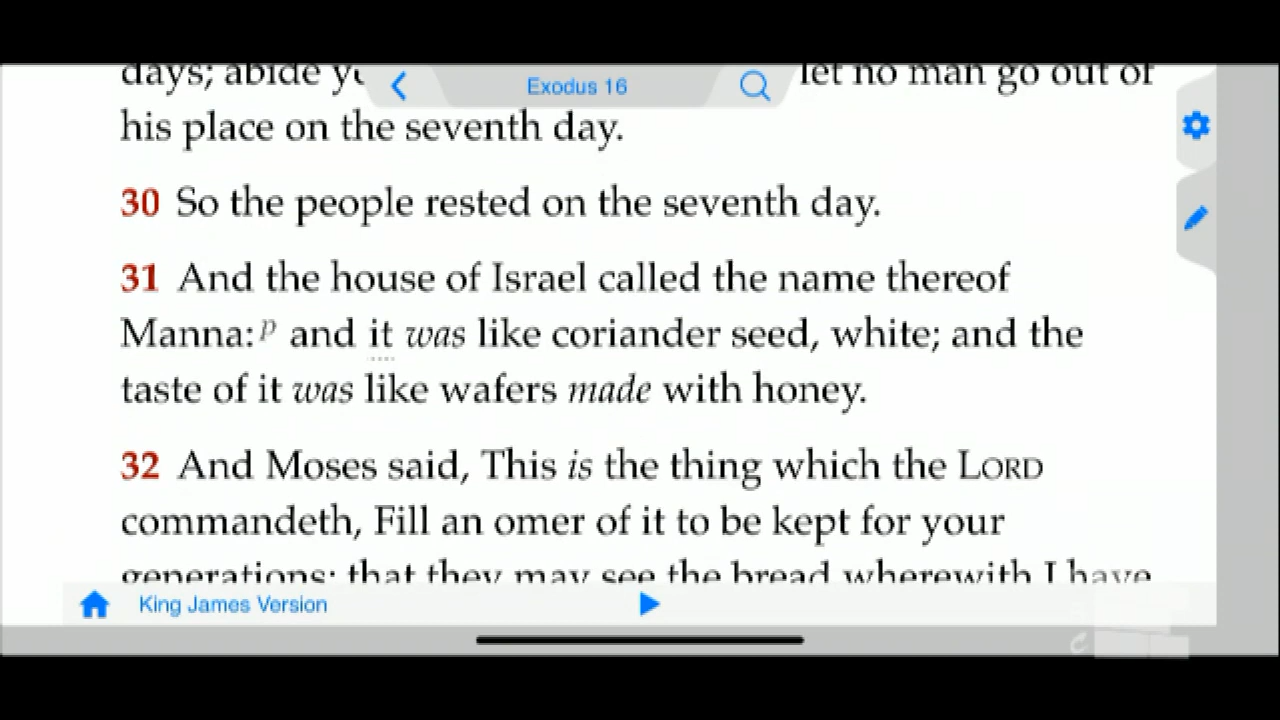 Exodus 16
days; abide let no man go out of
his place on the seventh day.
30 So the people rested on the seventh day.
31 And the house of Israel called the name thereof
Manna:p and it was like coriander seed, white; and the
taste of it was like wafers made with honey.
32 And Moses said, This is the thing which the LORD
commandeth, Fill an omer of it to be kept for your
generations; that they may see the bread wherewith I have
King James Version